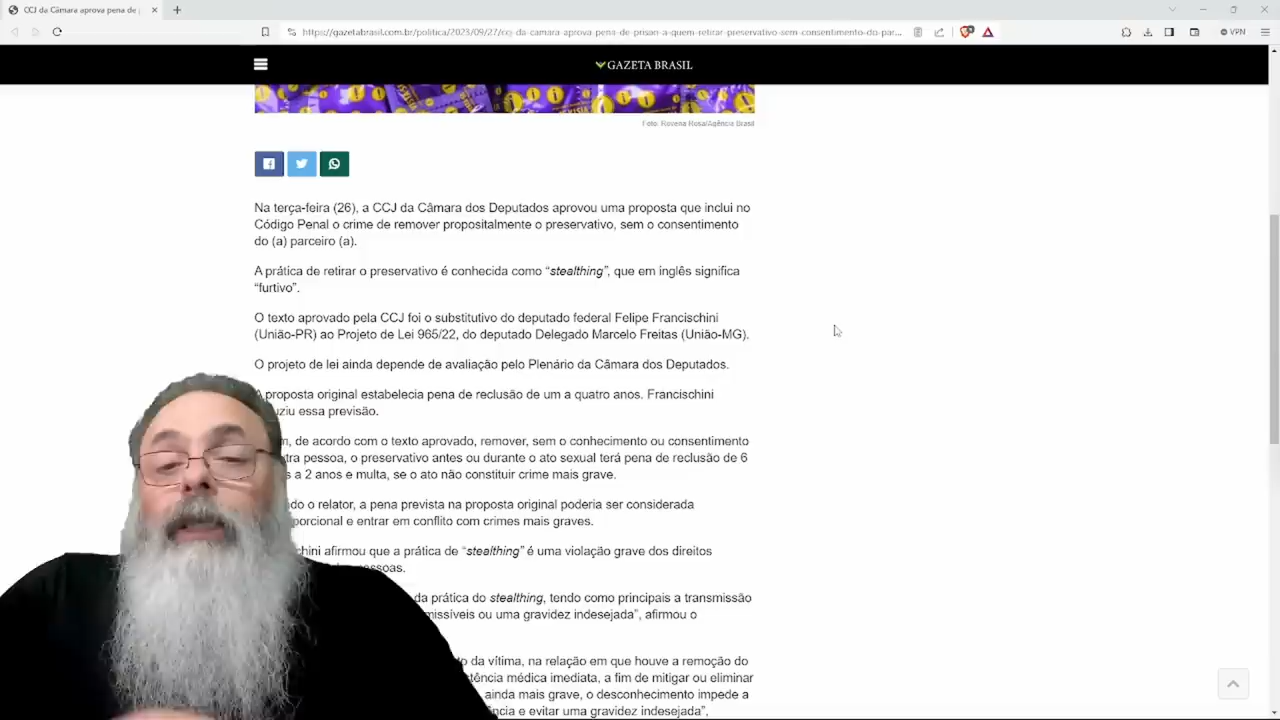 CCJ da Câmara aprova pena de
https://gazetabrasil.com.br/politica/2023/09/27/ccj-da-camara-aprova-pena-de-prisao-a-quem-retirar-preservativo-sem-consentimento-do-par...
VPN
GAZETA BRASIL
Foto: Rovena Rosa/Agência Brasil
Na terça-feira (26), a CCJ da Câmara dos Deputados aprovou uma proposta que inclui no
Código Penal o crime de remover propositalmente o preservativo, sem o consentimento
do (a) parceiro (a).
A prática de retirar o preservativo é conhecida como “stealthing”, que em inglês significa
“furtivo”.
O texto aprovado pela CCJ foi o substitutivo do deputado federal Felipe Francischini
(União-PR) ao Projeto de Lei 965/22, do deputado Delegado Marcelo Freitas (União-MG).
O projeto de lei ainda depende de avaliação pelo Plenário da Câmara dos Deputados.
A proposta original estabelecia pena de reclusão de um a quatro anos. Francischini
essa previsão.
de acordo com o texto aprovado, remover, sem o conhecimento ou consentimento
pessoa, o preservativo antes ou durante o ato sexual terá pena de reclusão de 6
a 2 anos e multa, se o ato não constituir crime mais grave.
o relator, a pena prevista na proposta original poderia ser considerada
e entrar em conflito com crimes mais graves.
afirmou que a prática de “stealthing” é uma violação grave dos direitos
da prática do stealthing, tendo como principais a transmissão
ou uma gravidez indesejada”, afirmou o
da vítima, na relação em que houve a remoção do
médica imediata, a fim de mitigar ou eliminar
ainda mais grave, o desconhecimento impede a
e evitar uma gravidez indesejada”,